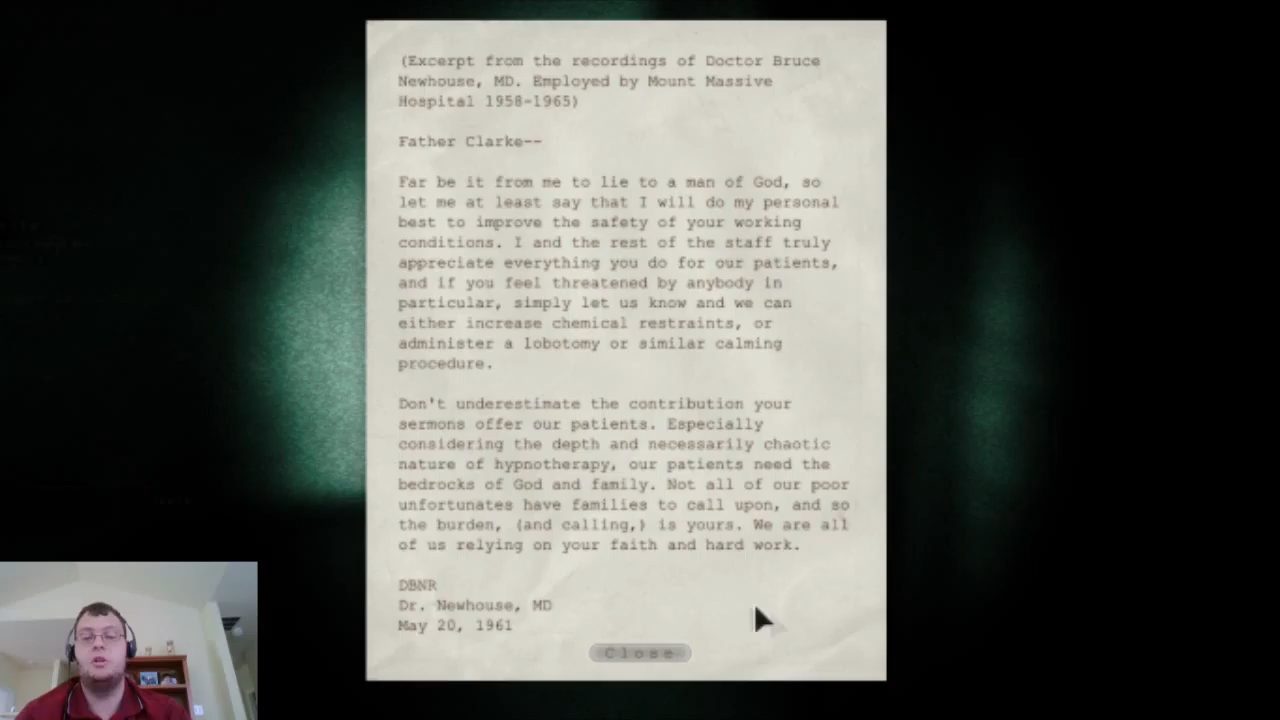 (Excerpt from the recordings of Doctor Bruce
Newhouse, MD. Employed by Mount Massive
Hospital 1958-1965)
Father Clarke--
Far be it from me to lie to a man of God, so
let me at least say that I will do my personal
best to improve the safety of your working
conditions. I and the rest of the staff truly
appreciate everything you do for our patients,
and if you feel threatened by anybody in
particular, simply let us know and we can
either increase chemical restraints, or
administer a lobotomy or similar calming
procedure.
Don't underestimate the contribution your
sermons offer our patients. Especially
considering the depth and necessarily chaotic
nature of hypnotherapy, our patients need the
bedrocks of God and family. Not all of our poor
unfortunates have families to call upon, and so
the burden, (and calling,) is yours. We are all
of us relying on your faith and hard work.
DBNR
Dr. Newhouse, MD
May 20, 1961
Close